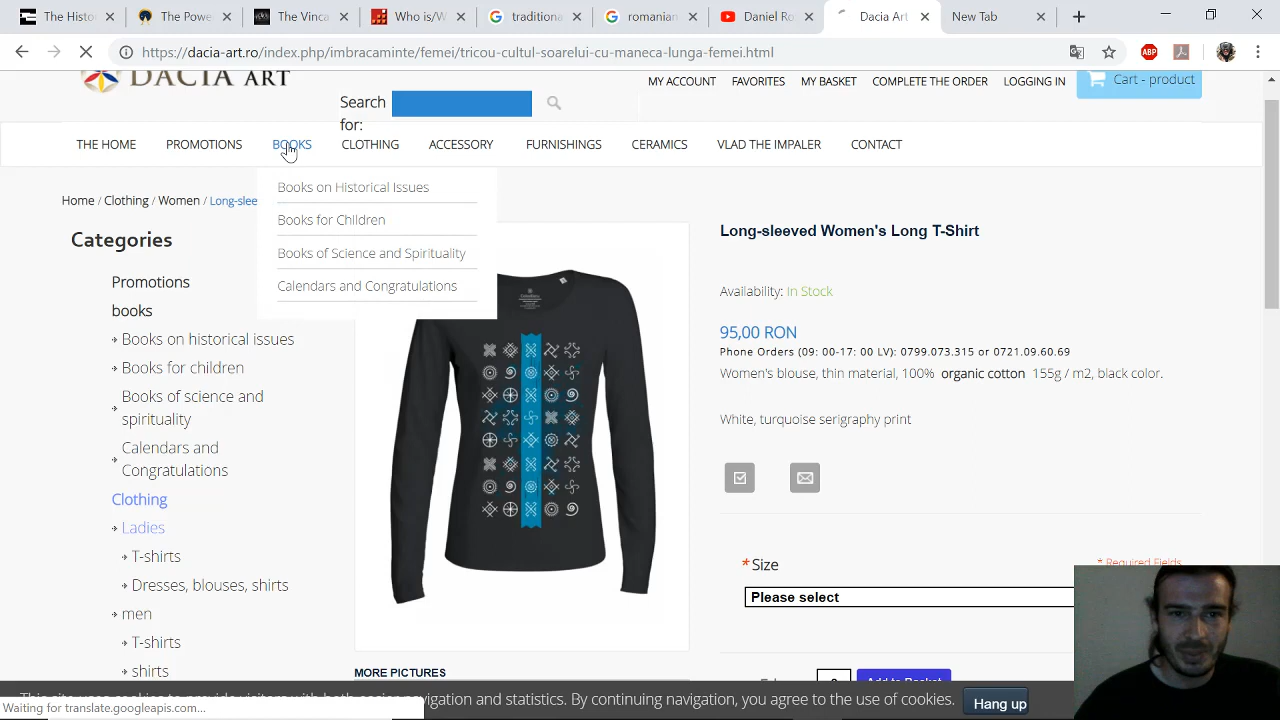 The Histo
The Powe
The Vinca
Who is/W
traditiona
romanian
Daniel Ro
Dacia Art
New Tab
https://dacia-art.ro/index.php/imbracaminte/femei/tricou-cultul-soarelui-cu-maneca-lunga-femei.html
ABP
DACIA ART
MY ACCOUNT FAVORITES MY BASKET COMPLETE THE ORDER LOGGING IN
Cart - product
Search for:
THE HOME PROMOTIONS BOOKS CLOTHING ACCESSORY FURNISHINGS CERAMICS VLAD THE IMPALER CONTACT
Books on Historical Issues
Books for Children
Books of Science and Spirituality
Calendars and Congratulations
Home / Clothing / Women / Long-slee
Categories
Promotions
books
Books on historical issues
Books for children
Books of science and
spirituality
Calendars and
Congratulations
Clothing
Ladies
T-shirts
Dresses, blouses, shirts
men
T-shirts
shirts
MORE PICTURES
Long-sleeved Women's Long T-Shirt
Availability: In Stock
95,00 RON
Phone Orders (09: 00-17: 00 LV): 0799.073.315 or 0721.09.60.69
Women's blouse, thin material, 100% organic cotton 155g / m2, black color.
White, turquoise serigraphy print
*Size
* Required Fields
Please select
Add to Basket
This site uses cookies to provide visitors with both easier navigation and statistics. By continuing navigation, you agree to the use of cookies.
Hang up
Waiting for translate.googleapis.com...